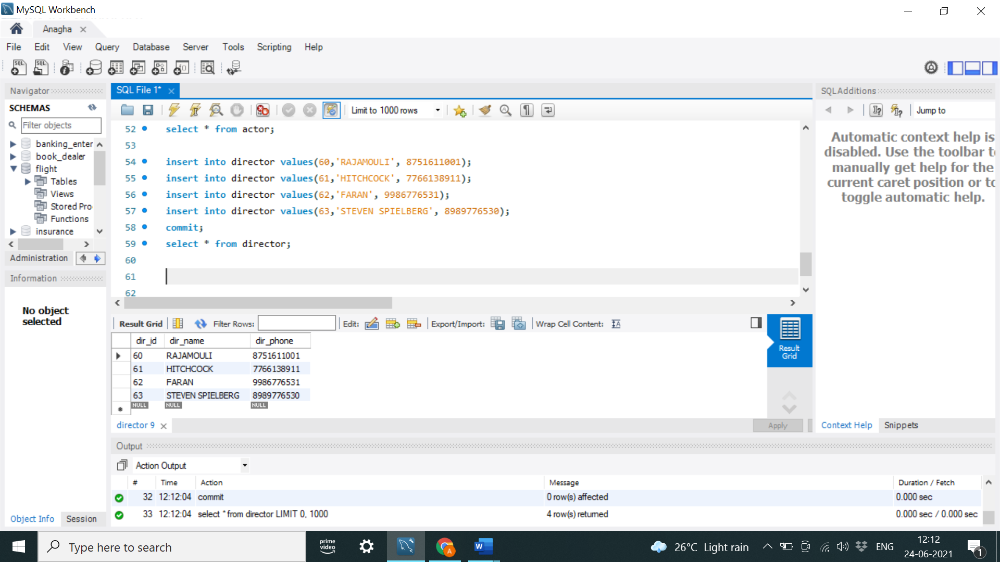 MySQL Workbench
Anagha
File Edit View Query Database Server Tools Scripting Help
Navigator
SCHEMAS
Filter objects
banking_enter
book_dealer
flight
Tables
Views
Stored Pro
Functions
insurance
Administration
Information
No object
selected
Object Info Session
SQL File 1*
Limit to 1000 rows
52 select * from actor;
53
54 insert into director values(60,'RAJAMOULI', 8751611001);
55 insert into director values(61,'HITCHCOCK', 7766138911);
56 insert into director values(62,'FARAN', 9986776531);
57 insert into director values(63,'STEVEN SPIELBERG', 8989776530);
58 commit;
59 select * from director;
60
61
62
Result Grid Filter Rows: Edit: Export/Import: Wrap Cell Content:
dir_id dir_name dir_phone
60 RAJAMOULI 8751611001
61 HITCHCOCK 7766138911
62 FARAN 9986776531
63 STEVEN SPIELBERG 8989776530
NULL NULL NULL
Result
Grid
director 9
Apply
SQLAdditions
Jump to
Automatic context help is
disabled. Use the toolbar to
manually get help for the
current caret position or to
toggle automatic help.
Context Help Snippets
Output
Action Output
# Time Action Message Duration / Fetch
32 12:12:04 commit 0 row(s) affected 0.000 sec
33 12:12:04 select * from director LIMIT 0, 1000 4 row(s) returned 0.000 sec / 0.000 sec
Type here to search
prime
video
26°C Light rain
ENG
12:12
24-06-2021
1